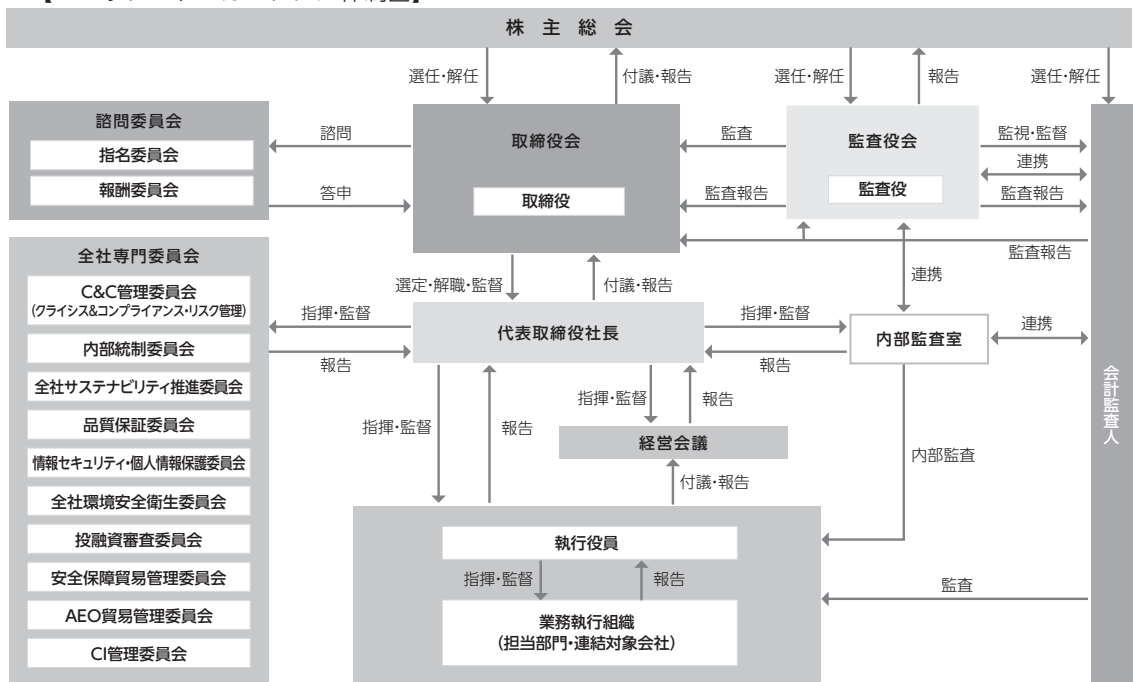 株主総会
選任・解任
付議・報告
選任・解任
報告
選任・解任
諮問委員会
指名委員会
報酬委員会
諮問
答申
取締役会
取締役
監査
監査報告
監査役会
監査役
監視・監督
連携
監査報告
監査報告
全社専門委員会
C&C管理委員会
(クライシス&コンプライアンス・リスク管理)
内部統制委員会
全社サステナビリティ推進委員会
品質保証委員会
情報セキュリティ・個人情報保護委員会
全社環境安全衛生委員会
投融資審査委員会
安全保障貿易管理委員会
AEO貿易管理委員会
CI管理委員会
選定・解職・監督
付議・報告
連携
指揮・監督
報告
代表取締役社長
指揮・監督
報告
内部監査室
連携
会計監査人
指揮・監督
報告
指揮・監督
報告
経営会議
付議・報告
内部監査
執行役員
指揮・監督
報告
業務執行組織
(担当部門・連結対象会社)
監査